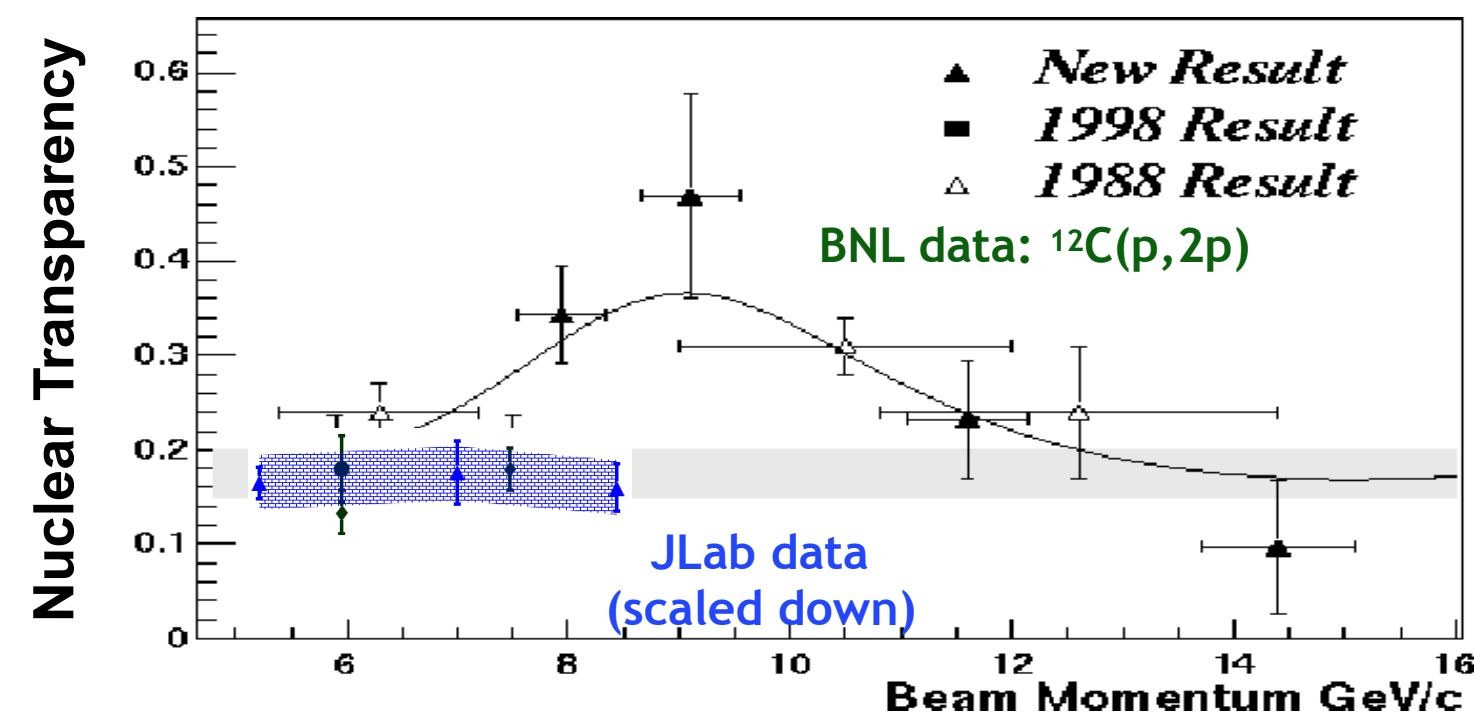 Nuclear Transparency
0.6
0.5
0.4
0.3
0.2
0.1
0
New Result
1998 Result
1988 Result
BNL data: ¹²C(p,2p)
JLab data
(scaled down)
6 8 10 12 14 16
Beam Momentum GeV/c